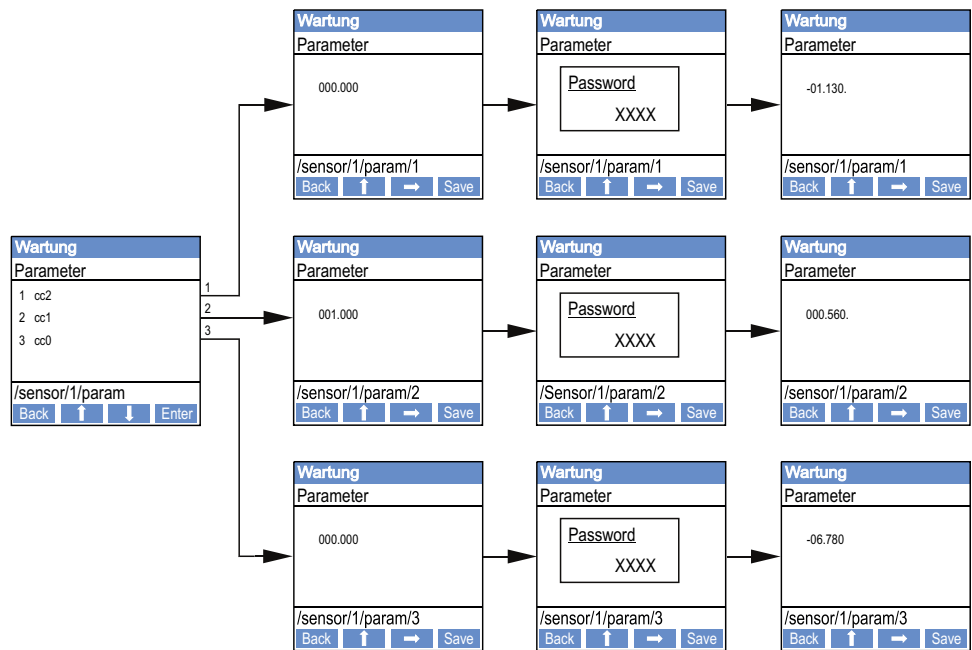 Wartung
Parameter
000.000
/sensor/1/param/1
Back Save
Wartung
Parameter
Password
XXXX
/sensor/1/param/1
Back Save
Wartung
Parameter
-01.130.
/sensor/1/param/1
Back Save
Wartung
Parameter
1 cc2
2 cc1
3 cc0
/sensor/1/param
Back Enter
1
2
3
Wartung
Parameter
001.000
/sensor/1/param/2
Back Save
Wartung
Parameter
Password
XXXX
/Sensor/1/param/2
Back Save
Wartung
Parameter
000.560.
/sensor/1/param/2
Back Save
Wartung
Parameter
000.000
/sensor/1/param/3
Back Save
Wartung
Parameter
Password
XXXX
/sensor/1/param/3
Back Save
Wartung
Parameter
-06.780
/sensor/1/param/3
Back Save